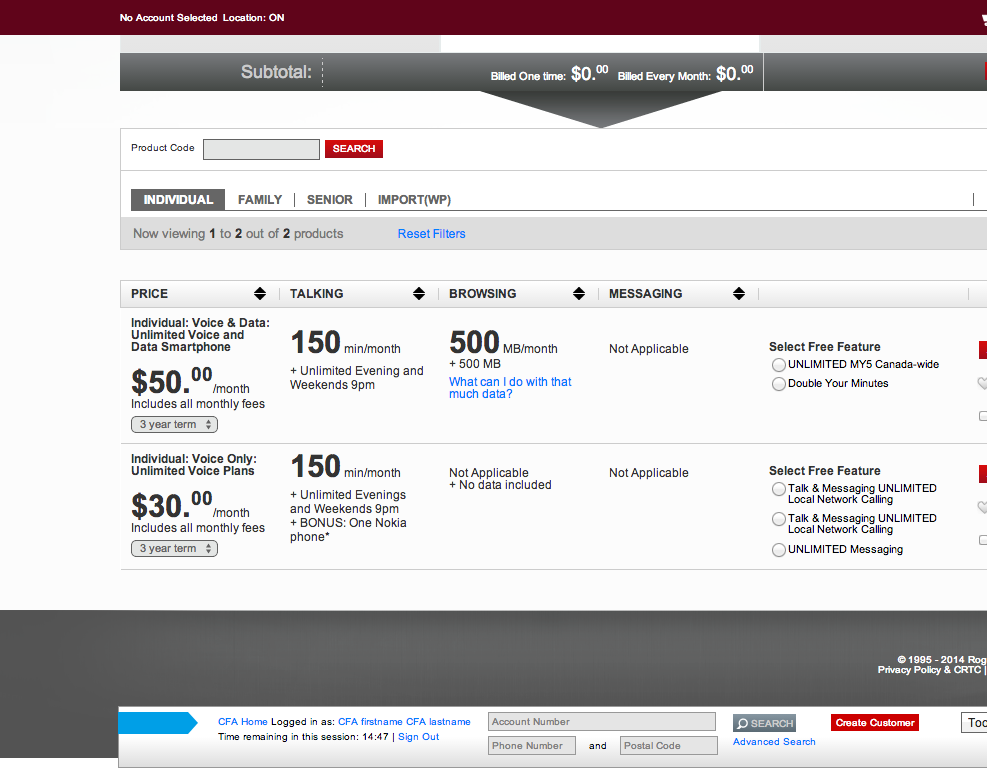 No Account Selected Location: ON
Subtotal:
Billed One time: $0.00 Billed Every Month: $0.00
Product Code
SEARCH
INDIVIDUAL
FAMILY
SENIOR
IMPORT(WP)
Now viewing 1 to 2 out of 2 products
Reset Filters
PRICE
TALKING
BROWSING
MESSAGING
Individual: Voice & Data:
Unlimited Voice and
Data Smartphone
$50.00 /month
Includes all monthly fees
3 year term
150 min/month
+ Unlimited Evening and
Weekends 9pm
500 MB/month
+ 500 MB
What can I do with that
much data?
Not Applicable
Select Free Feature
UNLIMITED MY5 Canada-wide
Double Your Minutes
Individual: Voice Only:
Unlimited Voice Plans
$30.00 /month
Includes all monthly fees
3 year term
150 min/month
+ Unlimited Evenings
and Weekends 9pm
+ BONUS: One Nokia
phone*
Not Applicable
+ No data included
Not Applicable
Select Free Feature
Talk & Messaging UNLIMITED
Local Network Calling
Talk & Messaging UNLIMITED
Local Network Calling
UNLIMITED Messaging
© 1995 - 2014 Rog
Privacy Policy & CRTC |
CFA Home Logged in as: CFA firstname CFA lastname
Time remaining in this session: 14:47 | Sign Out
Account Number
Phone Number
and
Postal Code
SEARCH
Advanced Search
Create Customer
Too